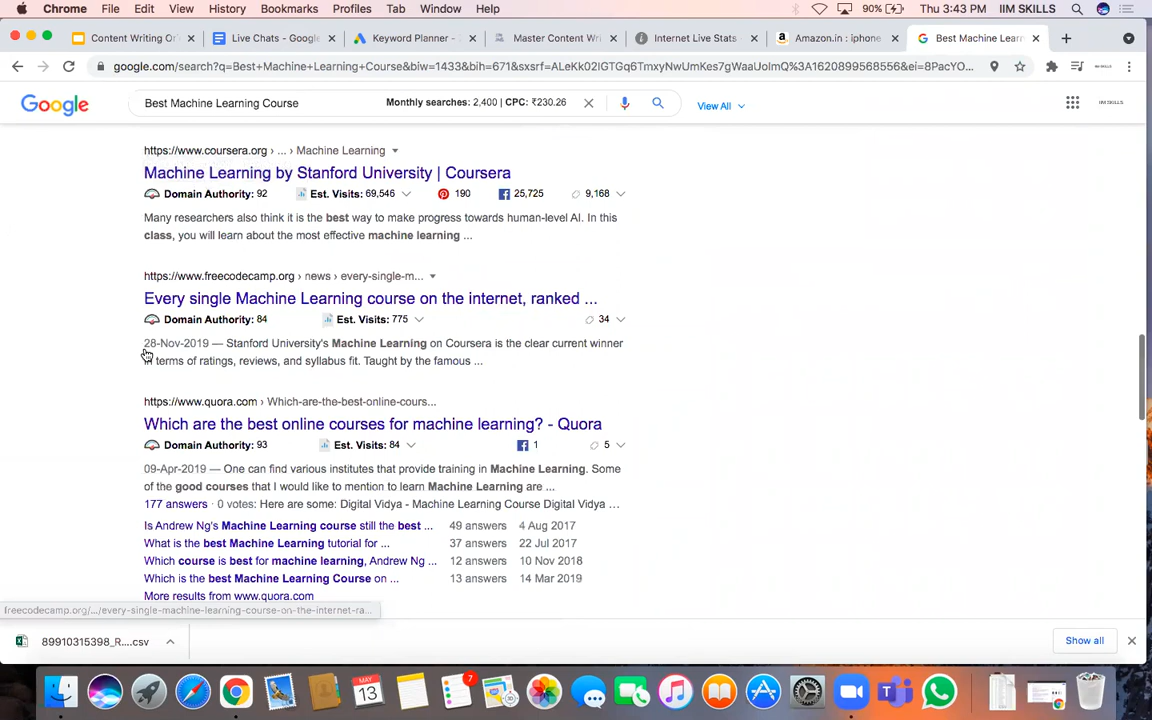 Chrome File Edit View History Bookmarks Profiles Tab Window Help 90% Thu 3:43 PM IIM SKILLS
Content Writing Or × Live Chats - Google × Keyword Planner - × Master Content Wri × Internet Live Stats × Amazon.in : iphone × Best Machine Lear × +
google.com/search?q=Best+Machine+Learning+Course&biw=1433&bih=671&sxsrf=ALeKk02IGTGq6TmxyNwUmKes7gWaaUolmQ%3A1620899568556&ei=8PacYO...
Google Best Machine Learning Course Monthly searches: 2,400 | CPC: ₹230.26 View All
https://www.coursera.org › ... › Machine Learning
Machine Learning by Stanford University | Coursera
Domain Authority: 92 Est. Visits: 69,546 190 25,725 9,168
Many researchers also think it is the best way to make progress towards human-level AI. In this
class, you will learn about the most effective machine learning ...
https://www.freecodecamp.org › news › every-single-m...
Every single Machine Learning course on the internet, ranked ...
Domain Authority: 84 Est. Visits: 775 34
28-Nov-2019 — Stanford University's Machine Learning on Coursera is the clear current winner
in terms of ratings, reviews, and syllabus fit. Taught by the famous ...
https://www.quora.com › Which-are-the-best-online-cours...
Which are the best online courses for machine learning? - Quora
Domain Authority: 93 Est. Visits: 84 1 5
09-Apr-2019 — One can find various institutes that provide training in Machine Learning. Some
of the good courses that I would like to mention to learn Machine Learning are ...
177 answers · 0 votes: Here are some: Digital Vidya - Machine Learning Course Digital Vidya ...
Is Andrew Ng's Machine Learning course still the best ... 49 answers 4 Aug 2017
What is the best Machine Learning tutorial for ... 37 answers 22 Jul 2017
Which course is best for machine learning, Andrew Ng ... 12 answers 10 Nov 2018
Which is the best Machine Learning Course on ... 13 answers 14 Mar 2019
More results from www.quora.com
freecodecamp.org/.../every-single-machine-learning-course-on-the-internet-ra...
89910315398_R....csv Show all
MAY 13 7